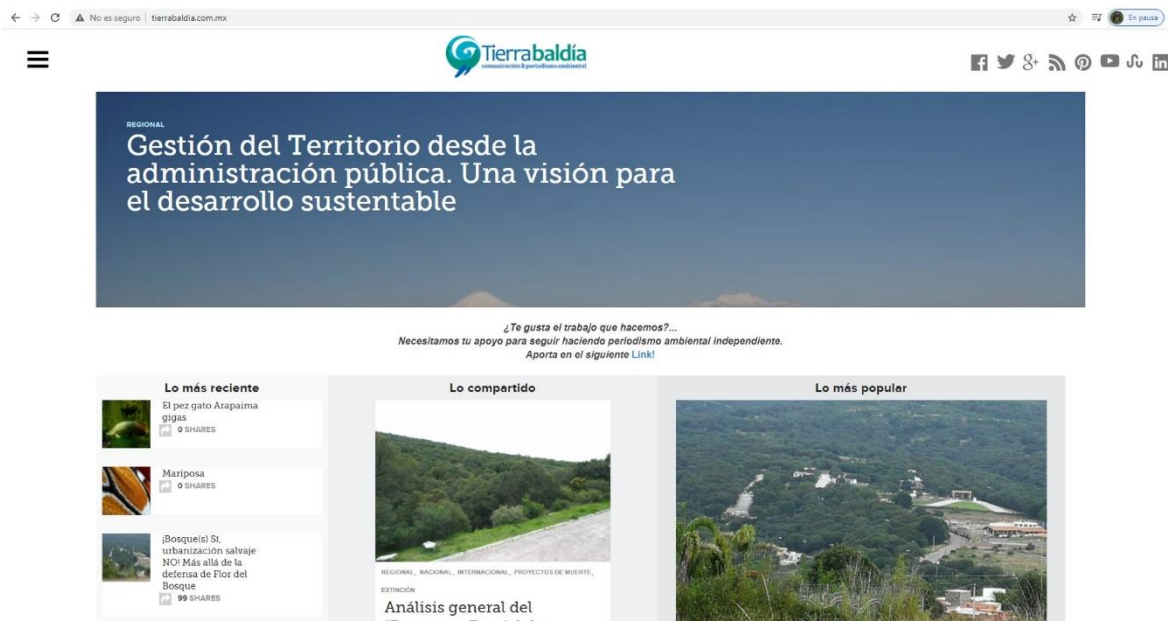 No es seguro | tierrabaldia.com.mx
En pausa
Tierrabaldía
comunicación & periodismo ambiental
REGIONAL
Gestión del Territorio desde la
administración pública. Una visión para
el desarrollo sustentable
¿Te gusta el trabajo que hacemos?...
Necesitamos tu apoyo para seguir haciendo periodismo ambiental independiente.
Aporta en el siguiente Link!
Lo más reciente
El pez gato Arapaima
gigas
0 SHARES
Mariposa
0 SHARES
¡Bosque(s) SI,
urbanización salvaje
NO! Más allá de la
defensa de Flor del
Bosque
99 SHARES
Lo compartido
REGIONAL, NACIONAL, INTERNACIONAL, PROYECTOS DE MUERTE,
EXTINCIÓN
Análisis general del
Lo más popular